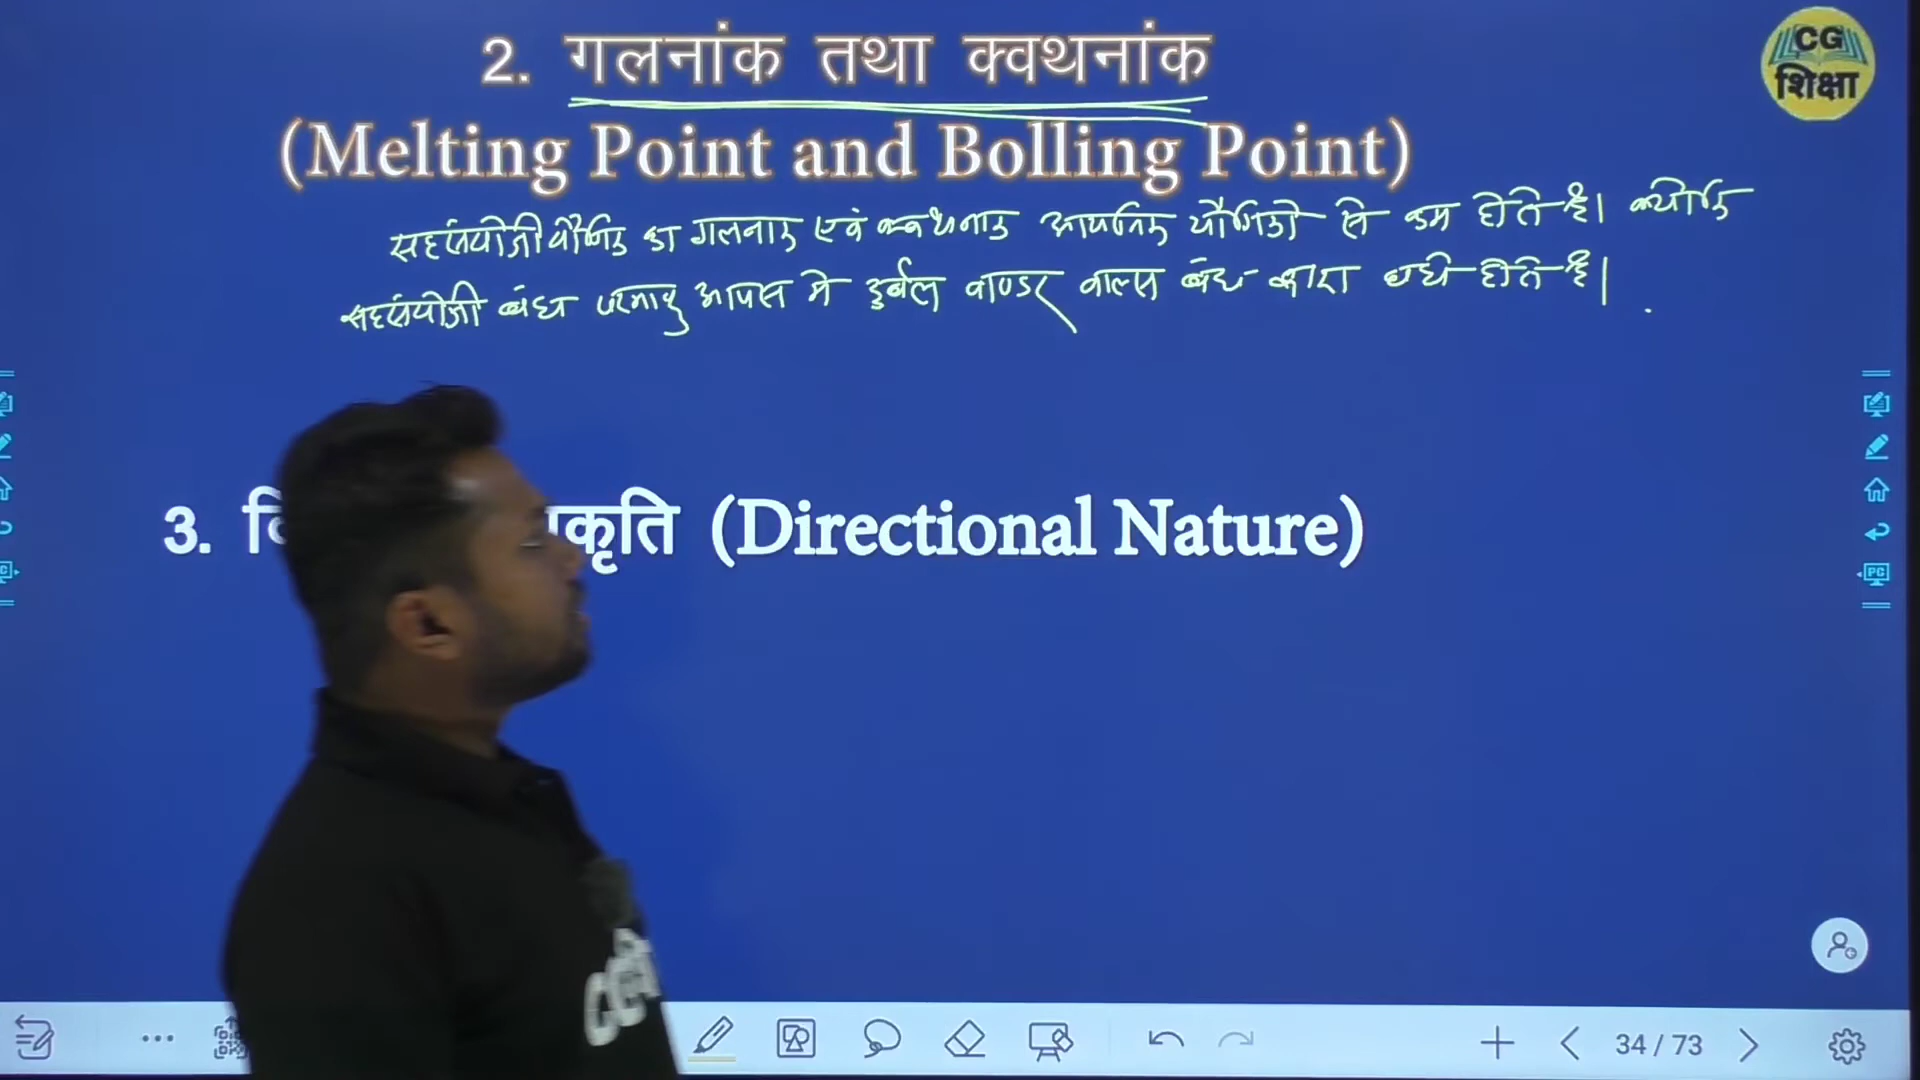 2. गलनांक तथा क्वथनांक
CG
शिक्षा
(Melting Point and Bolling Point)
सहसंयोजी यौगिक का गलनांक एवं क्वथनांक आयनिक यौगिकों से कम होते है। क्योकि
सहसंयोजी बंध परमाणु आपस मे दुर्बल वाण्डर वाल्स बंध द्वारा बंधे होते है।
3. कृति (Directional Nature)
PC
34 / 73